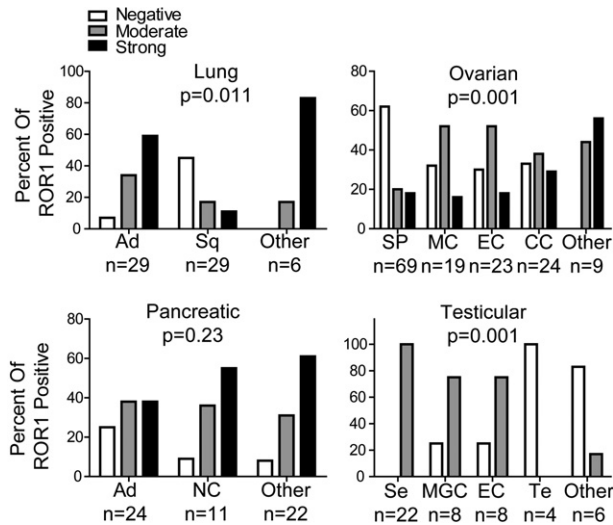 Negative
Moderate
Strong
Lung
p=0.011
Percent Of
ROR1 Positive
100
80
60
40
20
0
Ad Sq Other
n=29 n=29 n=6
Ovarian
p=0.001
80
60
40
20
0
SP MC EC CC Other
n=69 n=19 n=23 n=24 n=9
Pancreatic
p=0.23
Percent Of
ROR1 Positive
80
60
40
20
0
Ad NC Other
n=24 n=11 n=22
Testicular
p=0.001
100
80
60
40
20
0
Se MGC EC Te Other
n=22 n=8 n=8 n=4 n=6